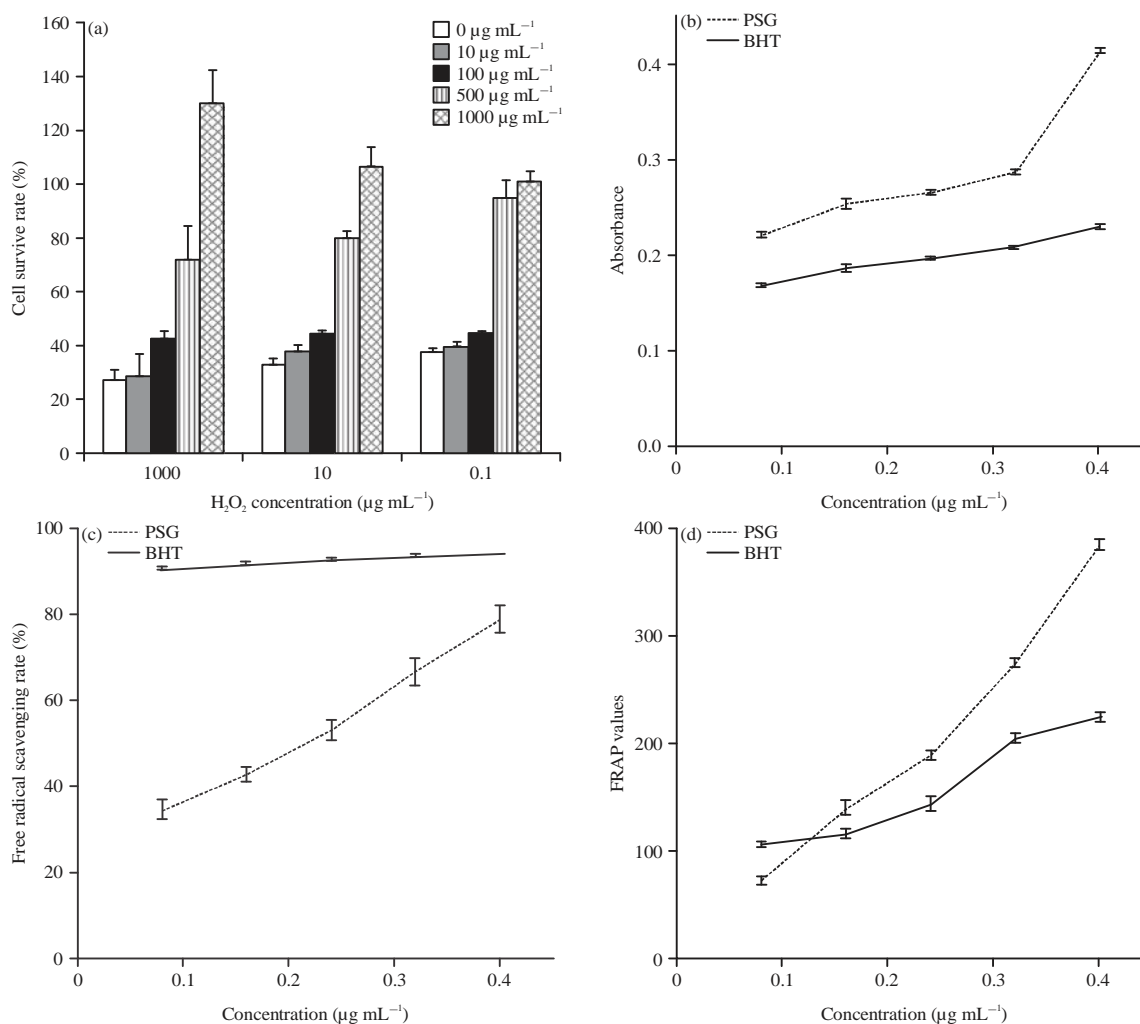 (a)
0 µg mL⁻¹
10 µg mL⁻¹
100 µg mL⁻¹
500 µg mL⁻¹
1000 µg mL⁻¹
160
140
120
100
80
60
40
20
0
Cell survive rate (%)
1000 10 0.1
H₂O₂ concentration (µg mL⁻¹)
(b)
PSG
BHT
0.4
0.3
0.2
0.1
0.0
Absorbance
0 0.1 0.2 0.3 0.4
Concentration (µg mL⁻¹)
(c)
PSG
BHT
100
80
60
40
20
0
Free radical scavenging rate (%)
0 0.1 0.2 0.3 0.4
Concentration (µg mL⁻¹)
(d)
PSG
BHT
400
300
200
100
0
FRAP values
0 0.1 0.2 0.3 0.4
Concentration (µg mL⁻¹)